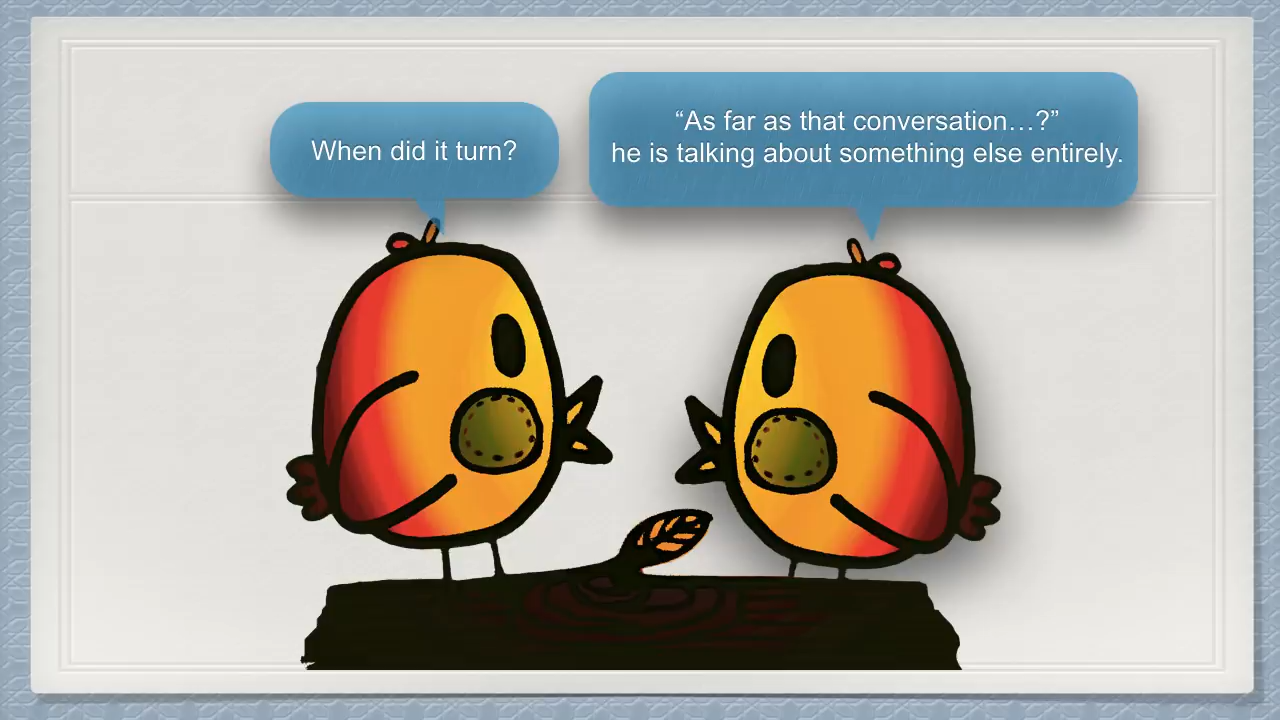 When did it turn?
“As far as that conversation…?”
he is talking about something else entirely.